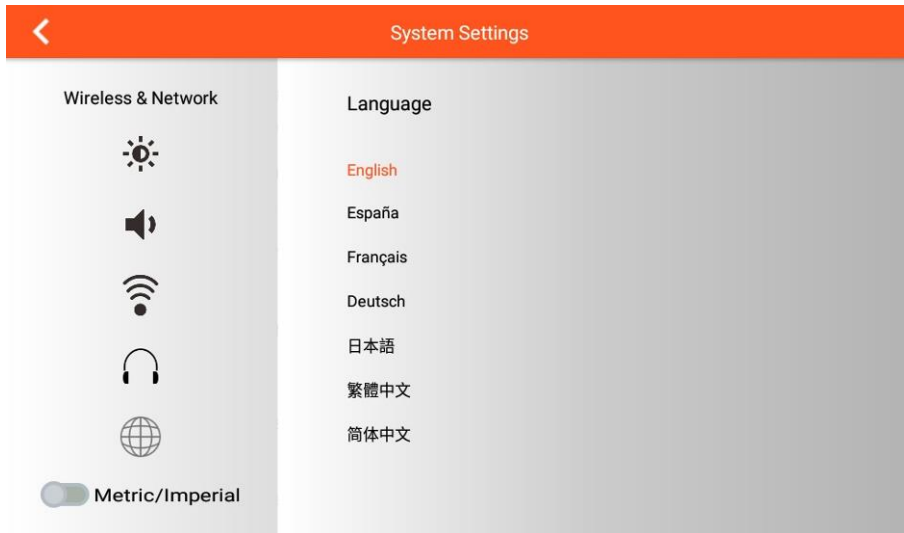 System Settings
Wireless & Network
Metric/Imperial
Language
English
España
Français
Deutsch
日本語
繁體中文
简体中文